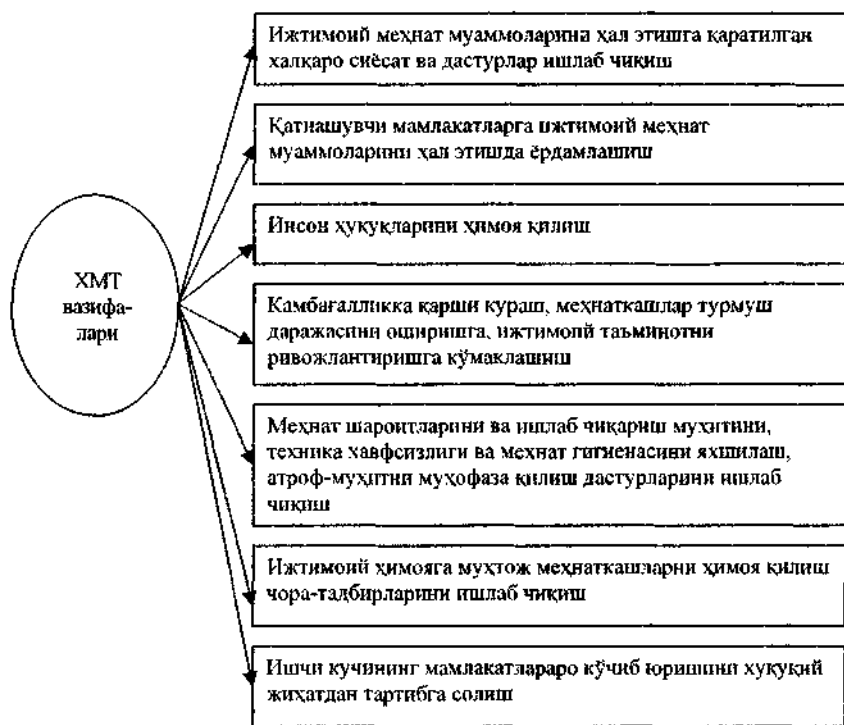 Ижтимоий меҳнат муаммоларина ҳал этишга қаратилган
халқаро сиёсат ва дастурлар ишлаб чиқиш
Қатнашувчи мамлакатларга ижтимоий меҳнат
муаммоларини ҳал этишда ёрдамлашиш
Инсон ҳуқуқларини ҳимоя қилиш
ХМТ
вазифа-
лари
Камбағалликка қарши кураш, меҳнаткашлар турмуш
даражасини оширишга, ижтимоий таъминотни
ривожлантиришга кўмаклашиш
Меҳнат шароитларини ва ишлаб чиқариш муҳитини,
техника хавфсизлиги ва меҳнат гигиенасини яхшилаш,
атроф-муҳитни муҳофаза қилиш дастурларини ишлаб
чиқиш
Ижтимоий ҳимояга муҳтож меҳнаткашларни ҳимоя қилиш
чора-тадбирларини ишлаб чиқиш
Ишчи кучининг мамлакатлараро кўчиб юришини ҳуқуқий
жиҳатдан тартибга солиш